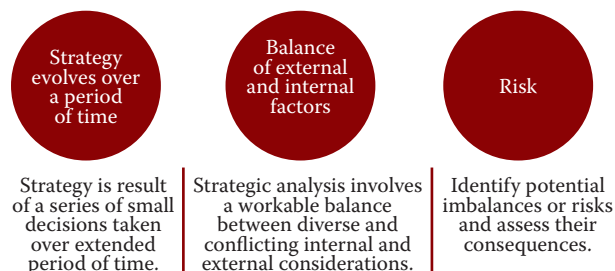 Strategy
evolves over
a period
of time
Balance
of external
and internal
factors
Risk
Strategy is result
of a series of small
decisions taken
over extended
period of time.
Strategic analysis involves
a workable balance
between diverse and
conflicting internal and
external considerations.
Identify potential
imbalances or risks
and assess their
consequences.